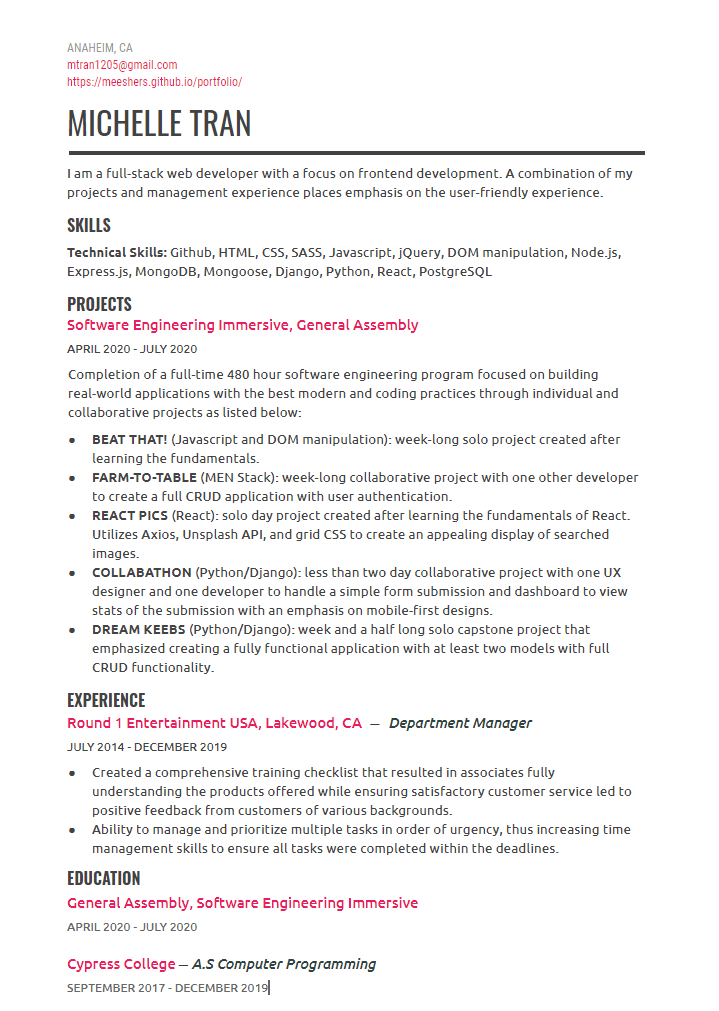 ANAHEIM, CA
mtran1205@gmail.com
https://meeshers.github.io/portfolio/
MICHELLE TRAN
I am a full-stack web developer with a focus on frontend development. A combination of my
projects and management experience places emphasis on the user-friendly experience.
SKILLS
Technical Skills: Github, HTML, CSS, SASS, Javascript, jQuery, DOM manipulation, Node.js,
Express.js, MongoDB, Mongoose, Django, Python, React, PostgreSQL
PROJECTS
Software Engineering Immersive, General Assembly
APRIL 2020 - JULY 2020
Completion of a full-time 480 hour software engineering program focused on building
real-world applications with the best modern and coding practices through individual and
collaborative projects as listed below:
● BEAT THAT! (Javascript and DOM manipulation): week-long solo project created after
learning the fundamentals.
● FARM-TO-TABLE (MEN Stack): week-long collaborative project with one other developer
to create a full CRUD application with user authentication.
● REACT PICS (React): solo day project created after learning the fundamentals of React.
Utilizes Axios, Unsplash API, and grid CSS to create an appealing display of searched
images.
● COLLABATHON (Python/Django): less than two day collaborative project with one UX
designer and one developer to handle a simple form submission and dashboard to view
stats of the submission with an emphasis on mobile-first designs.
● DREAM KEEBS (Python/Django): week and a half long solo capstone project that
emphasized creating a fully functional application with at least two models with full
CRUD functionality.
EXPERIENCE
Round 1 Entertainment USA, Lakewood, CA — Department Manager
JULY 2014 - DECEMBER 2019
● Created a comprehensive training checklist that resulted in associates fully
understanding the products offered while ensuring satisfactory customer service led to
positive feedback from customers of various backgrounds.
● Ability to manage and prioritize multiple tasks in order of urgency, thus increasing time
management skills to ensure all tasks were completed within the deadlines.
EDUCATION
General Assembly, Software Engineering Immersive
APRIL 2020 - JULY 2020
Cypress College — A.S Computer Programming
SEPTEMBER 2017 - DECEMBER 2019